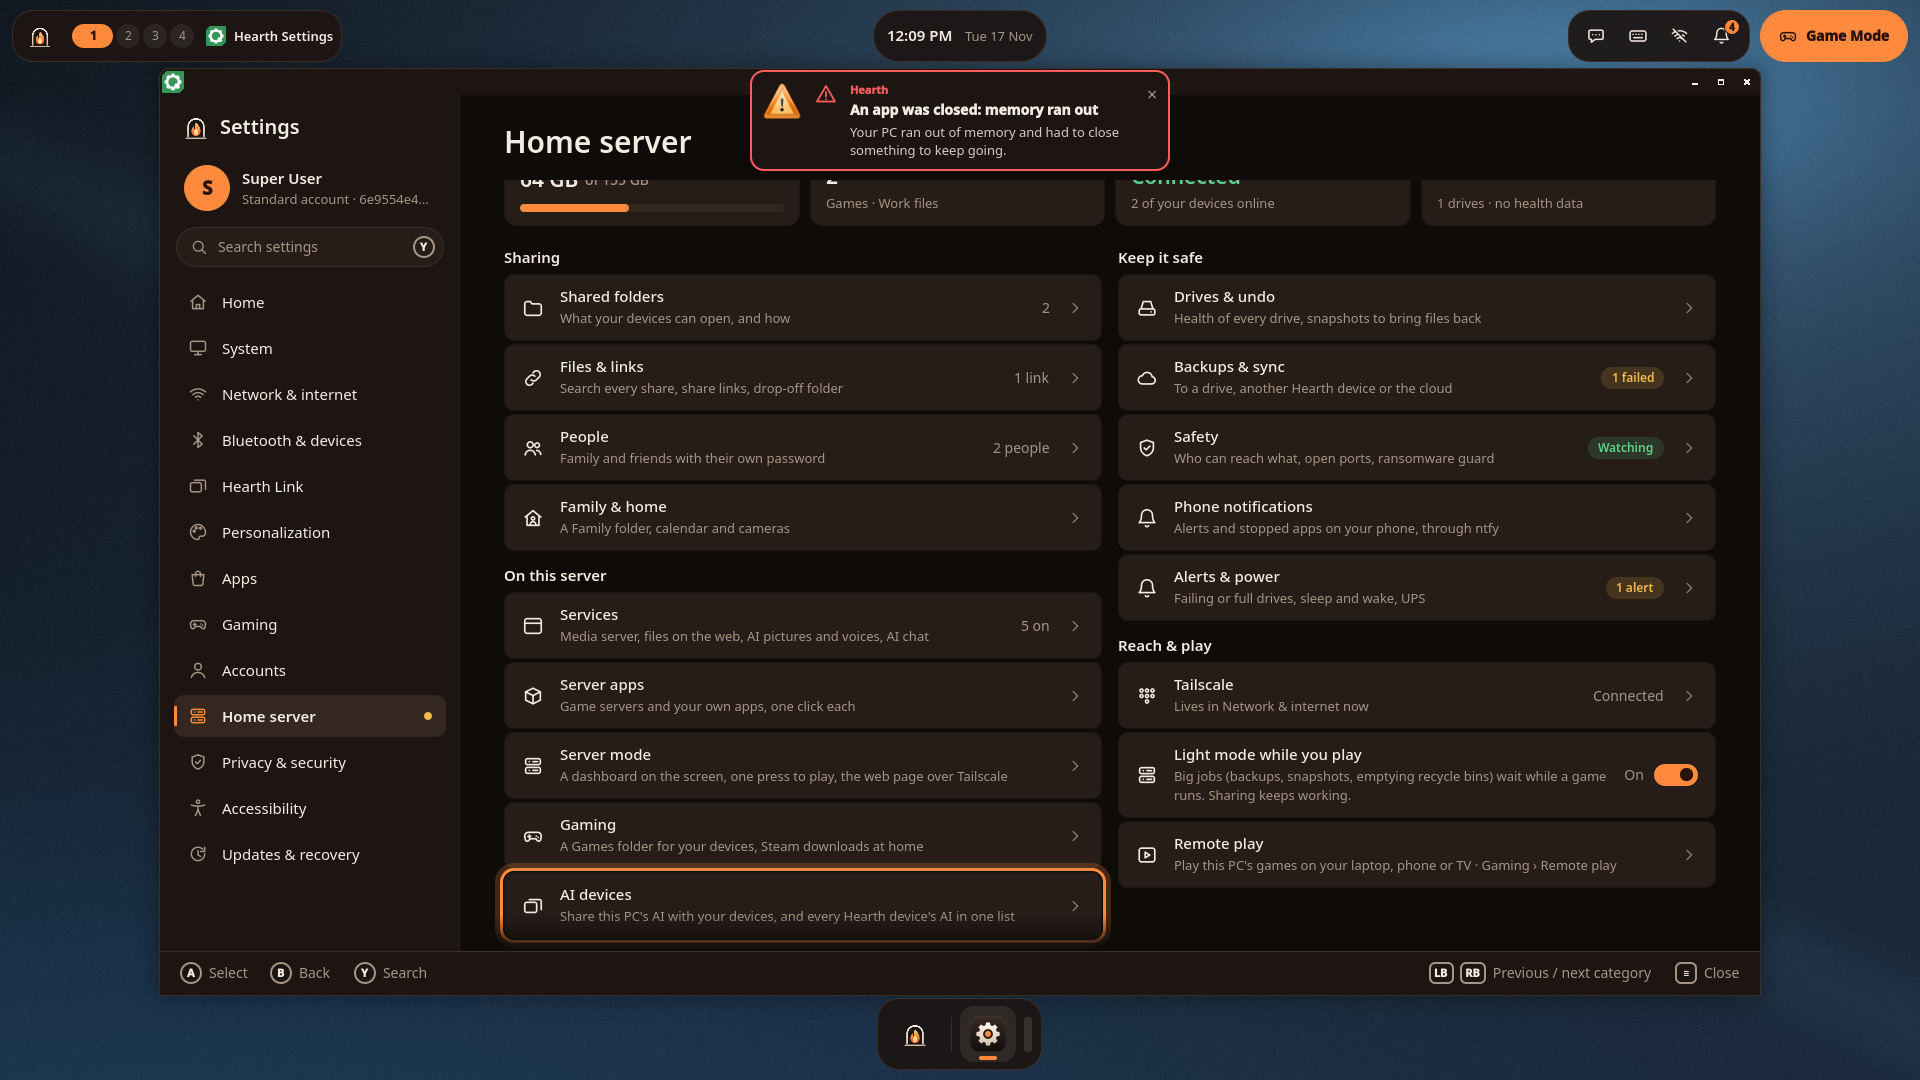 1 2 3 4 Hearth Settings
12:09 PM Tue 17 Nov
4
Game Mode
Hearth
An app was closed: memory ran out
Your PC ran out of memory and had to close
something to keep going.
Settings
S
Super User
Standard account · 6e9554e4...
Search settings Y
Home
System
Network & internet
Bluetooth & devices
Hearth Link
Personalization
Apps
Gaming
Accounts
Home server
Privacy & security
Accessibility
Updates & recovery
Home server
64 GB of 155 GB
2
Games · Work files
Connected
2 of your devices online
1 drives · no health data
Sharing
Shared folders
What your devices can open, and how
2
Files & links
Search every share, share links, drop-off folder
1 link
People
Family and friends with their own password
2 people
Family & home
A Family folder, calendar and cameras
On this server
Services
Media server, files on the web, AI pictures and voices, AI chat
5 on
Server apps
Game servers and your own apps, one click each
Server mode
A dashboard on the screen, one press to play, the web page over Tailscale
Gaming
A Games folder for your devices, Steam downloads at home
AI devices
Share this PC's AI with your devices, and every Hearth device's AI in one list
Keep it safe
Drives & undo
Health of every drive, snapshots to bring files back
Backups & sync
To a drive, another Hearth device or the cloud
1 failed
Safety
Who can reach what, open ports, ransomware guard
Watching
Phone notifications
Alerts and stopped apps on your phone, through ntfy
Alerts & power
Failing or full drives, sleep and wake, UPS
1 alert
Reach & play
Tailscale
Lives in Network & internet now
Connected
Light mode while you play
Big jobs (backups, snapshots, emptying recycle bins) wait while a game
runs. Sharing keeps working.
On
Remote play
Play this PC's games on your laptop, phone or TV · Gaming › Remote play
A Select B Back Y Search
LB RB Previous / next category Close